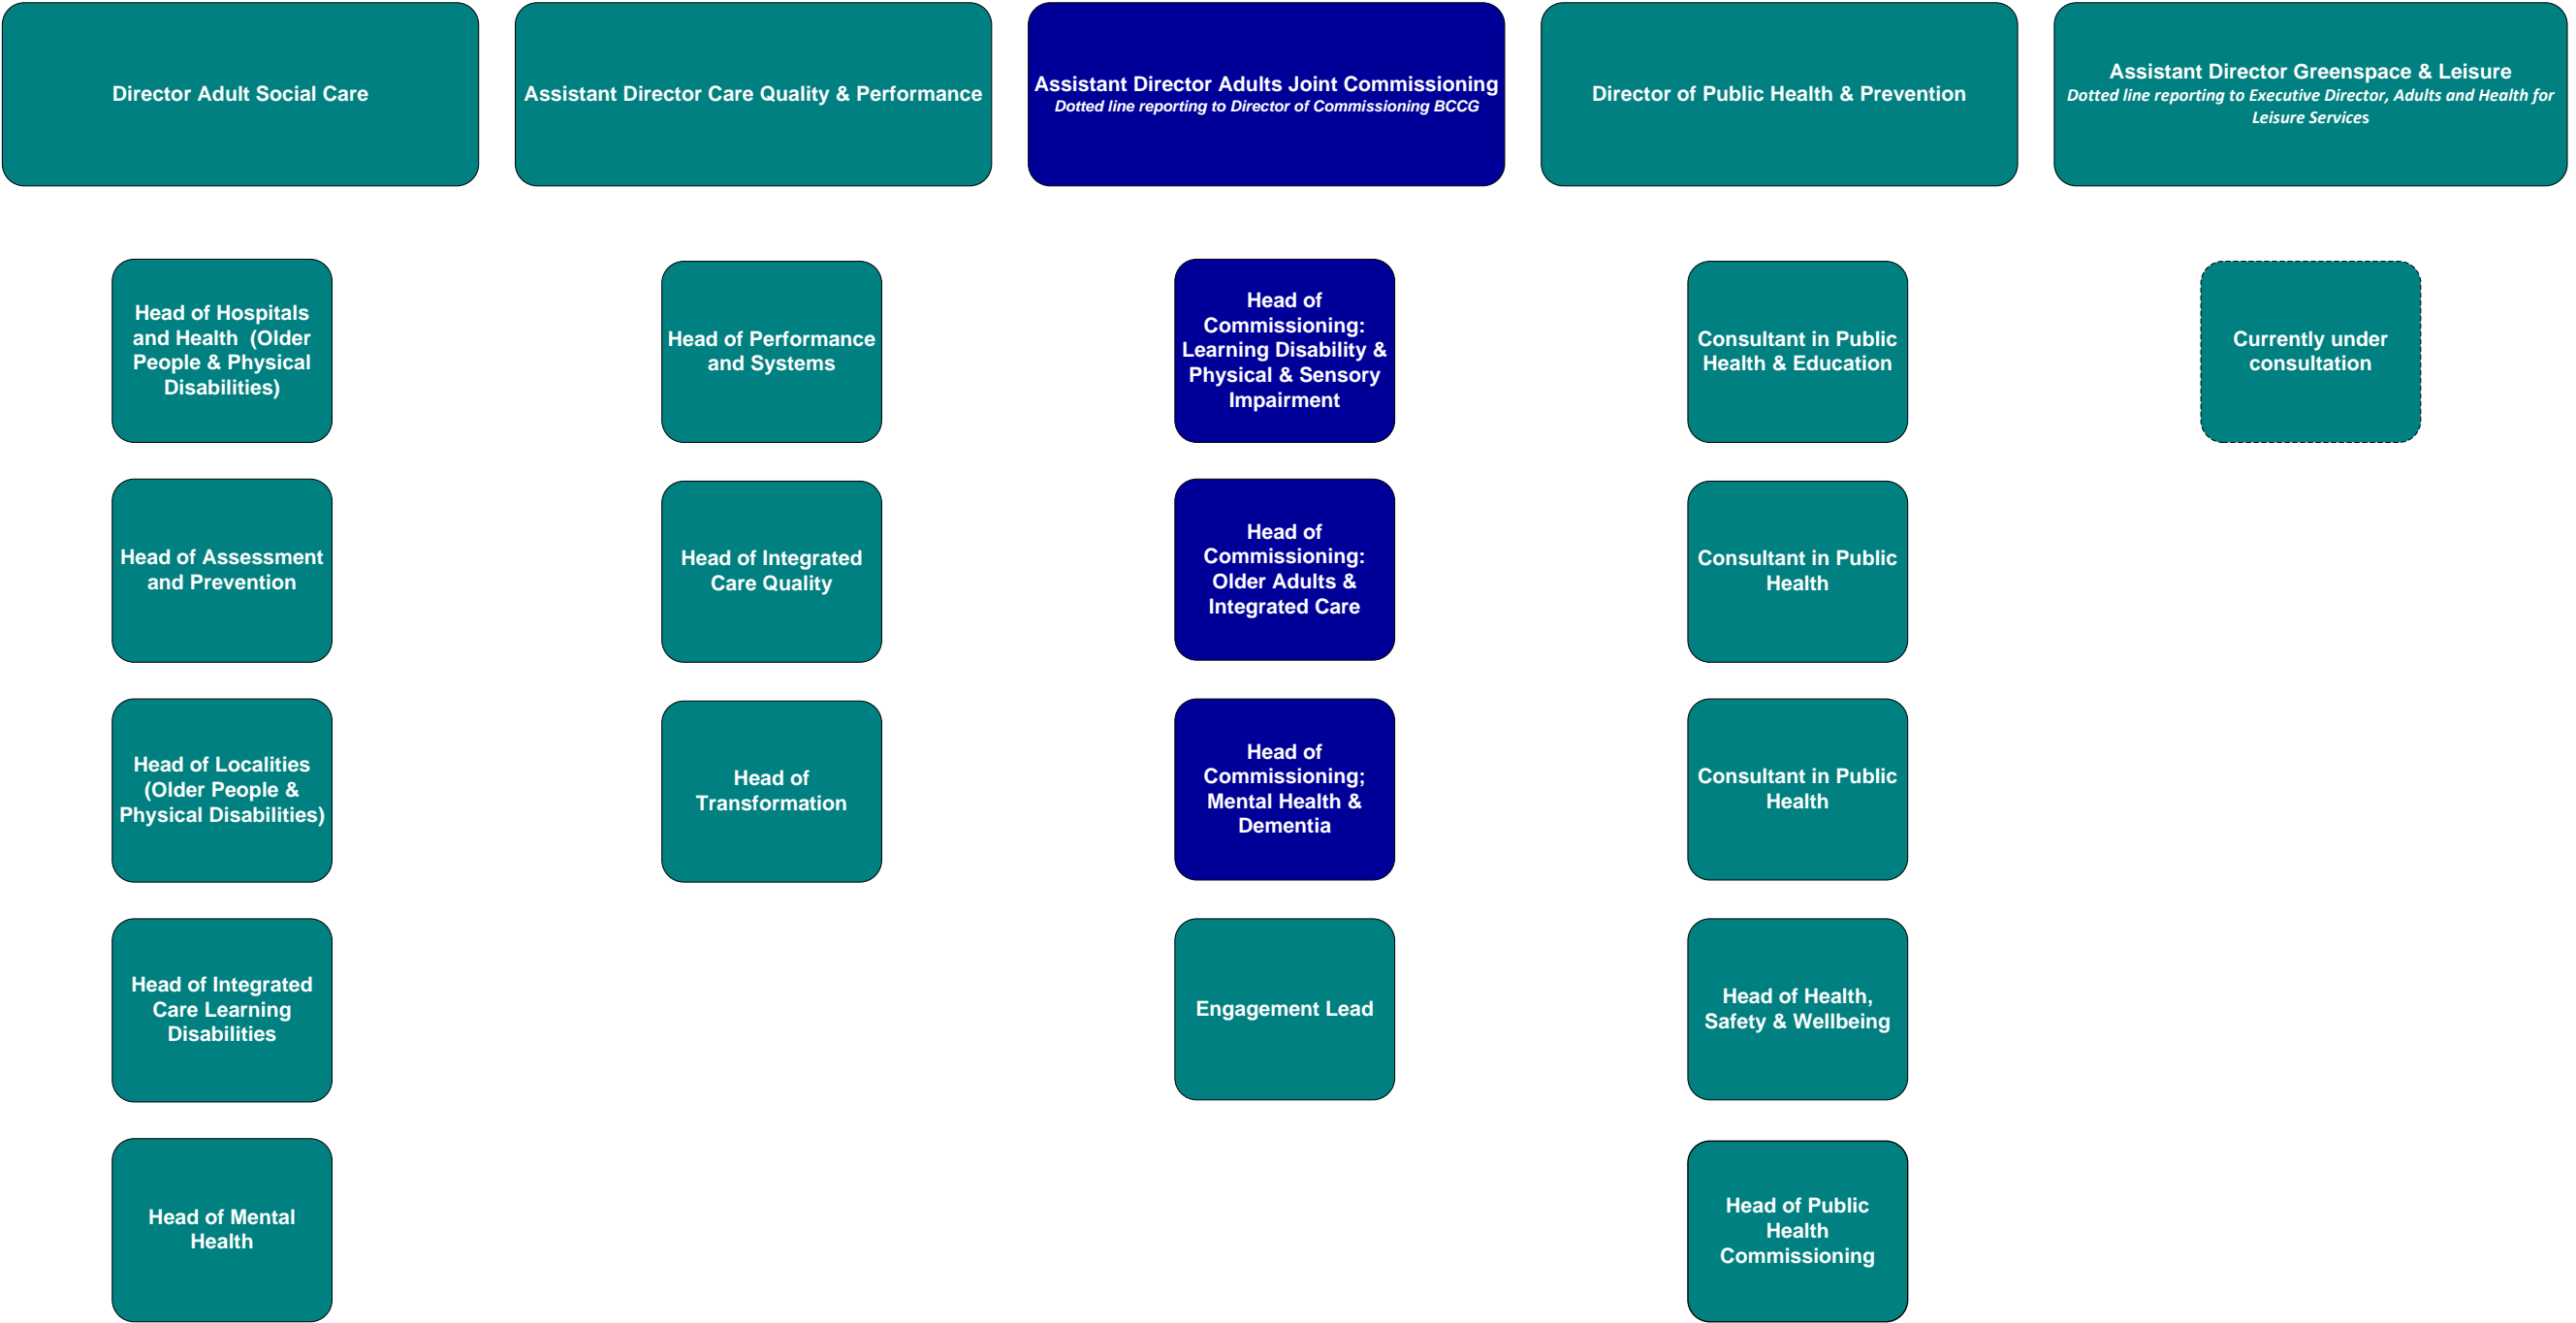 Director Adult Social Care
Assistant Director Care Quality & Performance
Assistant Director Adults Joint Commissioning
Dotted line reporting to Director of Commissioning BCCG
Director of Public Health & Prevention
Assistant Director Greenspace & Leisure
Dotted line reporting to Executive Director, Adults and Health for
Leisure Services
Head of Hospitals
and Health (Older
People & Physical
Disabilities)
Head of Performance
and Systems
Head of
Commissioning:
Learning Disability &
Physical & Sensory
Impairment
Consultant in Public
Health & Education
Currently under
consultation
Head of Assessment
and Prevention
Head of Integrated
Care Quality
Head of
Commissioning:
Older Adults &
Integrated Care
Consultant in Public
Health
Head of Localities
(Older People &
Physical Disabilities)
Head of
Transformation
Head of
Commissioning;
Mental Health &
Dementia
Consultant in Public
Health
Head of Integrated
Care Learning
Disabilities
Engagement Lead
Head of Health,
Safety & Wellbeing
Head of Mental
Health
Head of Public
Health
Commissioning